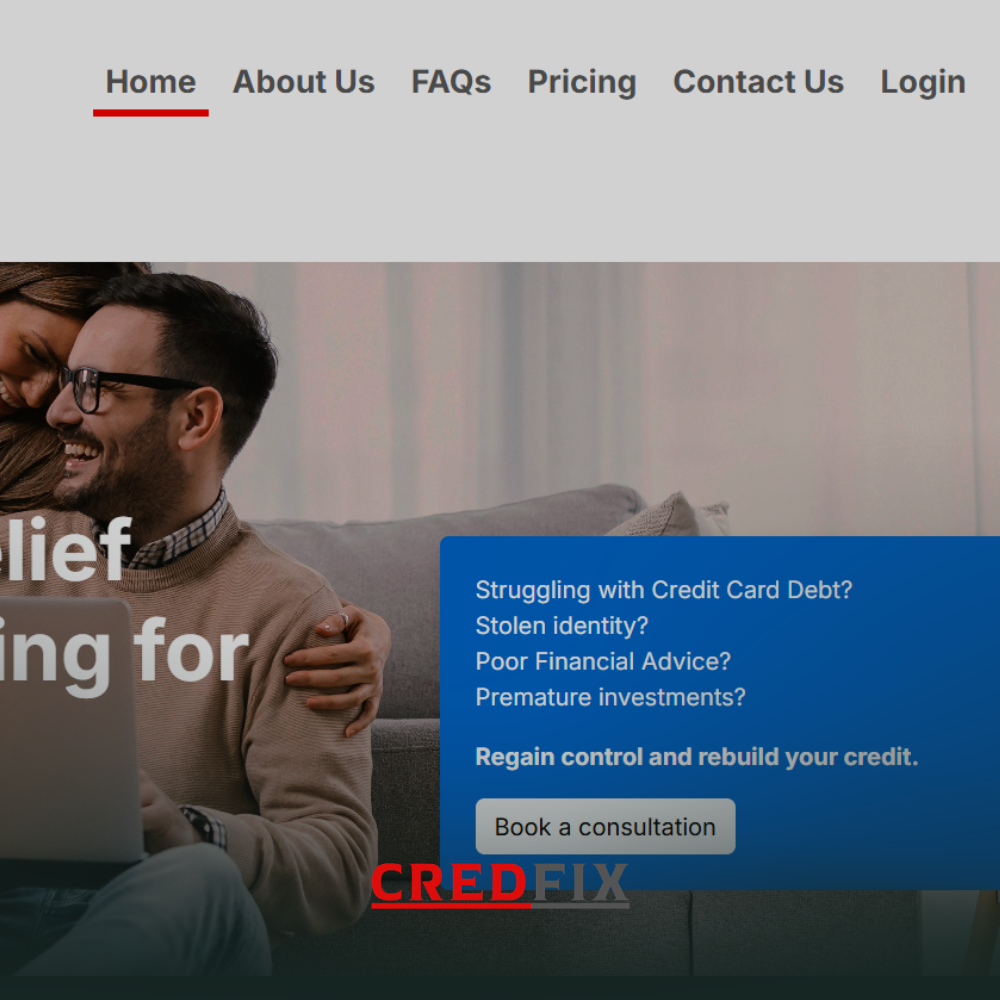 Home About Us FAQs Pricing Contact Us Login
elief
ing for
Struggling with Credit Card Debt?
Stolen identity?
Poor Financial Advice?
Premature investments?
Regain control and rebuild your credit.
Book a consultation
CREDFIX